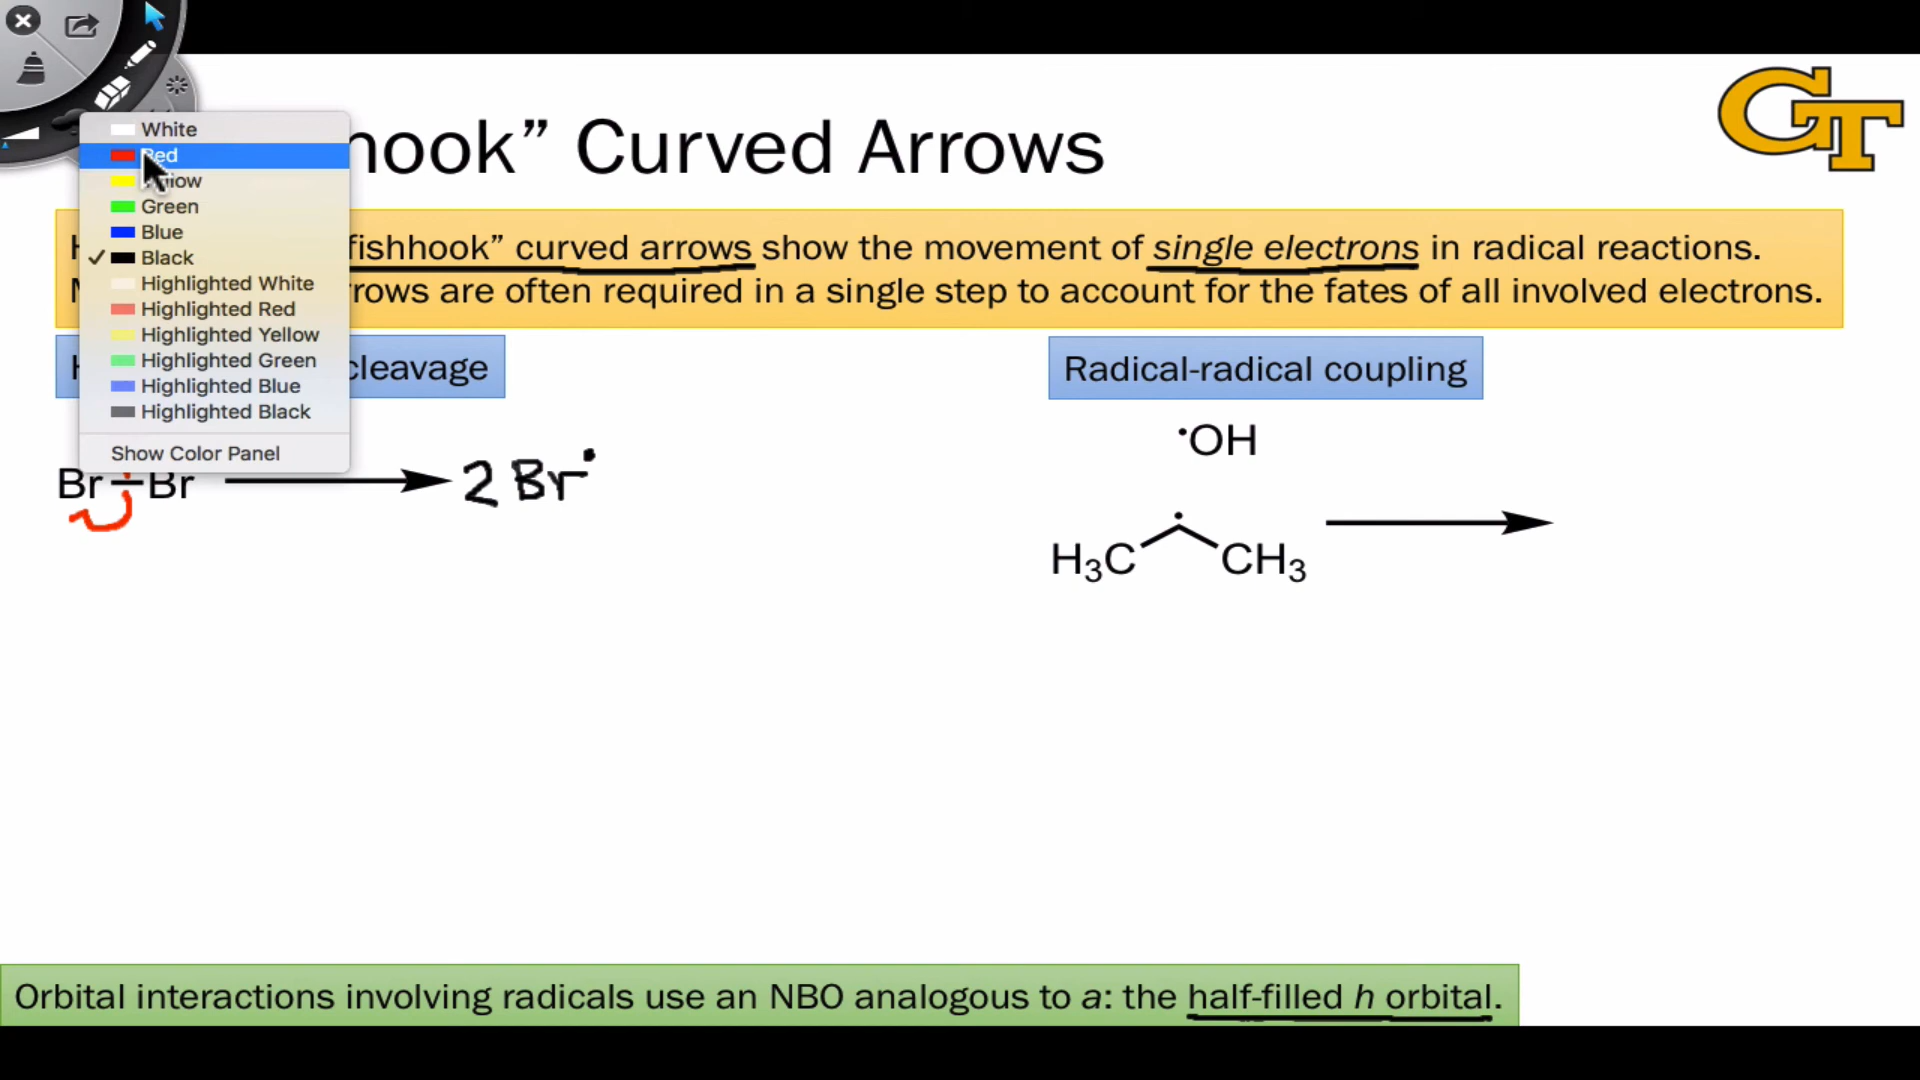 GT
hook” Curved Arrows
White
Red
Yellow
Green
Blue
Black
Highlighted White
Highlighted Red
Highlighted Yellow
Highlighted Green
Highlighted Blue
Highlighted Black
Show Color Panel
fishhook” curved arrows show the movement of single electrons in radical reactions.
rrows are often required in a single step to account for the fates of all involved electrons.
cleavage
Radical-radical coupling
Br Br 2 Br•
•OH
H₃C CH₃
Orbital interactions involving radicals use an NBO analogous to a: the half-filled h orbital.